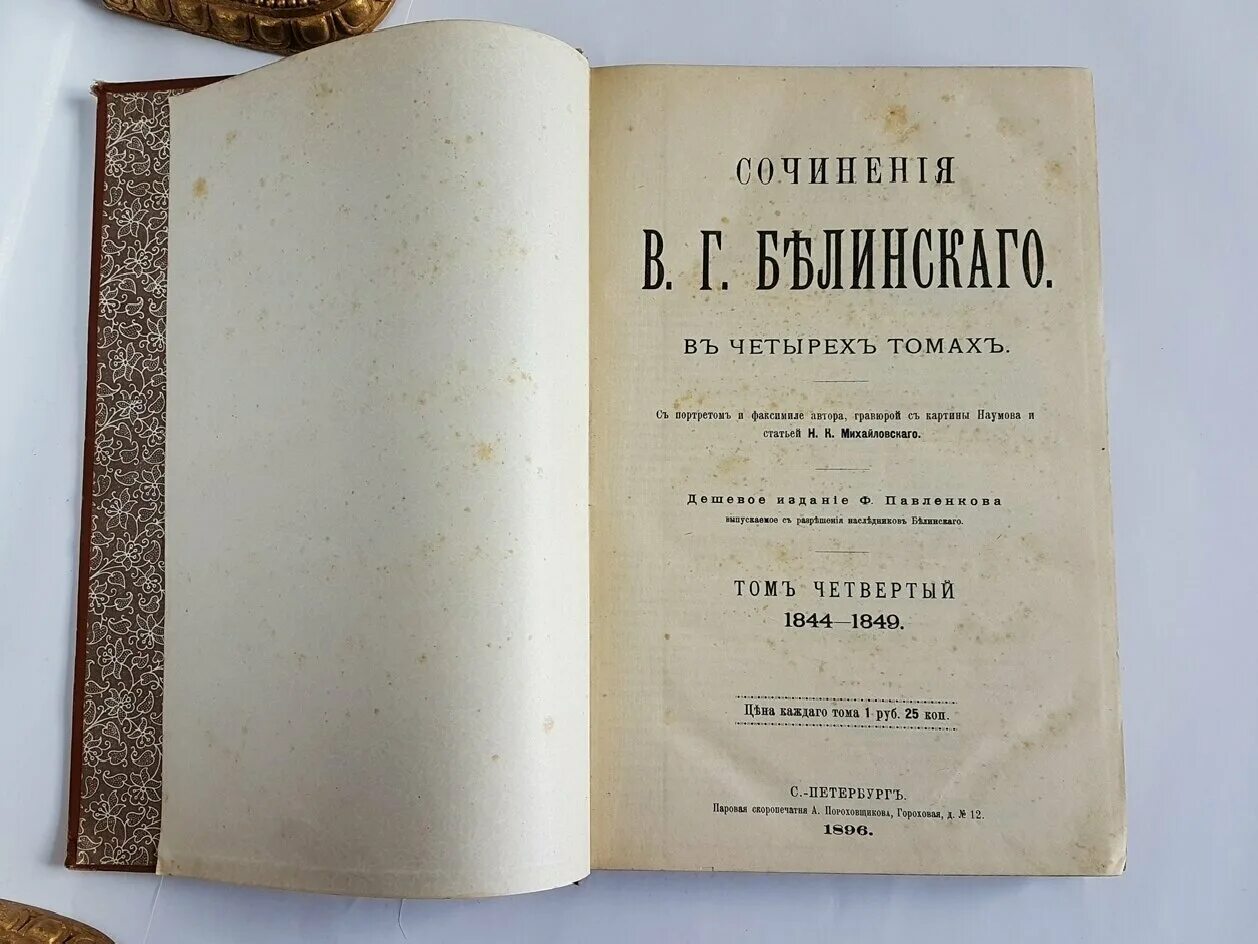 СОЧИНЕНІЯ
В. Г. БѢЛИНСКАГО.
ВЪ ЧЕТЫРЕХЪ ТОМАХЪ.
Съ портретомъ и факсимиле автора, гравюрой съ картины Наумова и
статьей Н. К. Михайловскаго.
Дешевое изданіе Ф. Павленкова
выпускаемое съ разрѣшенія наслѣдниковъ Бѣлинскаго.
ТОМЪ ЧЕТВЕРТЫЙ
1844—1849.
Цѣна каждаго тома 1 руб. 25 коп.
С.-ПЕТЕРБУРГЪ.
Паровая скоропечатня А. Пороховщикова, Гороховая, д. № 12.
1896.